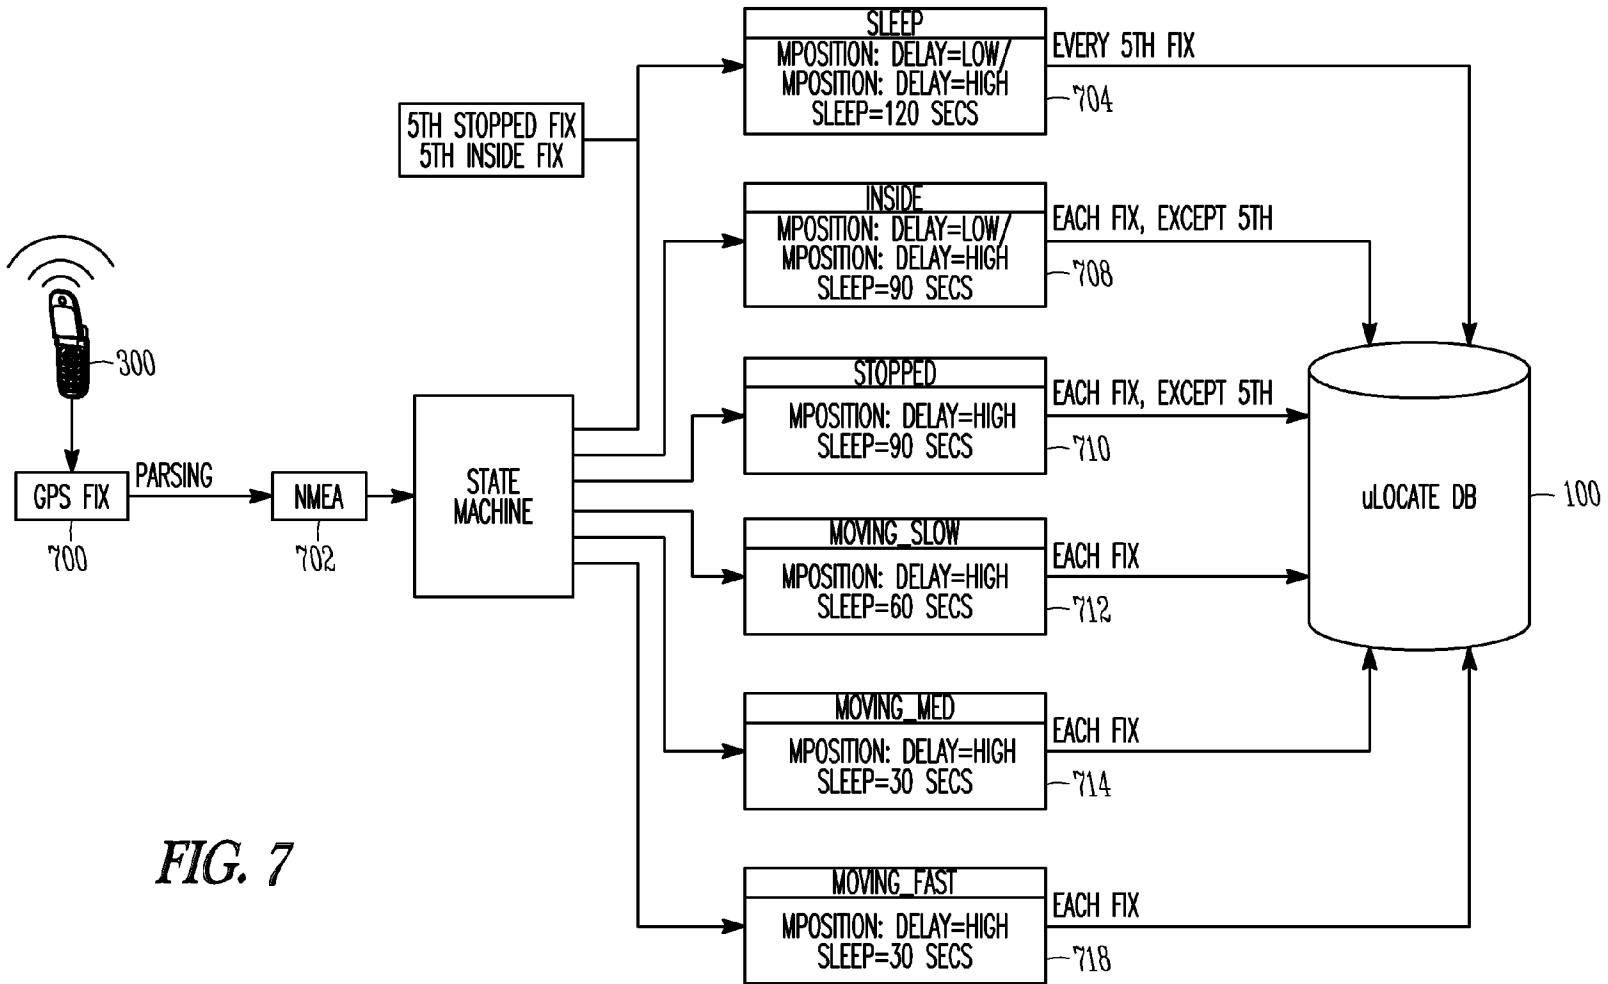 SLEEP
MPOSITION: DELAY=LOW/
MPOSITION: DELAY=HIGH
SLEEP=120 SECS
EVERY 5TH FIX
704
5TH STOPPED FIX
5TH INSIDE FIX
INSIDE
MPOSITION: DELAY=LOW/
MPOSITION: DELAY=HIGH
SLEEP=90 SECS
EACH FIX, EXCEPT 5TH
708
300
STOPPED
MPOSITION: DELAY=HIGH
SLEEP=90 SECS
EACH FIX, EXCEPT 5TH
710
GPS FIX
700
PARSING
NMEA
702
STATE
MACHINE
uLOCATE DB
100
MOVING_SLOW
MPOSITION: DELAY=HIGH
SLEEP=60 SECS
EACH FIX
712
MOVING_MED
MPOSITION: DELAY=HIGH
SLEEP=30 SECS
EACH FIX
714
MOVING_FAST
MPOSITION: DELAY=HIGH
SLEEP=30 SECS
EACH FIX
718
FIG. 7